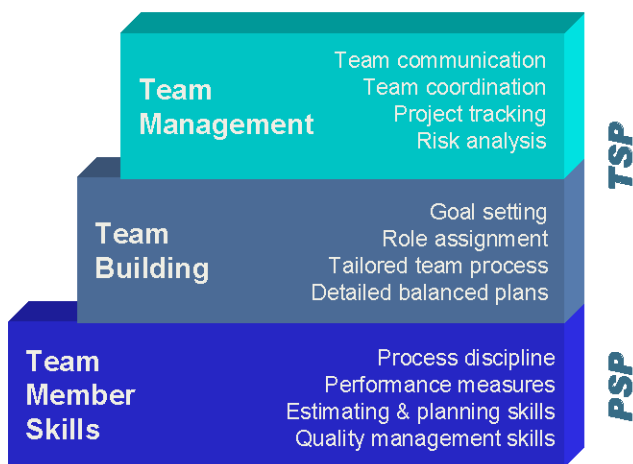 Team
Management
Team communication
Team coordination
Project tracking
Risk analysis
TSP
Team
Building
Goal setting
Role assignment
Tailored team process
Detailed balanced plans
Team
Member
Skills
Process discipline
Performance measures
Estimating & planning skills
Quality management skills
PSP